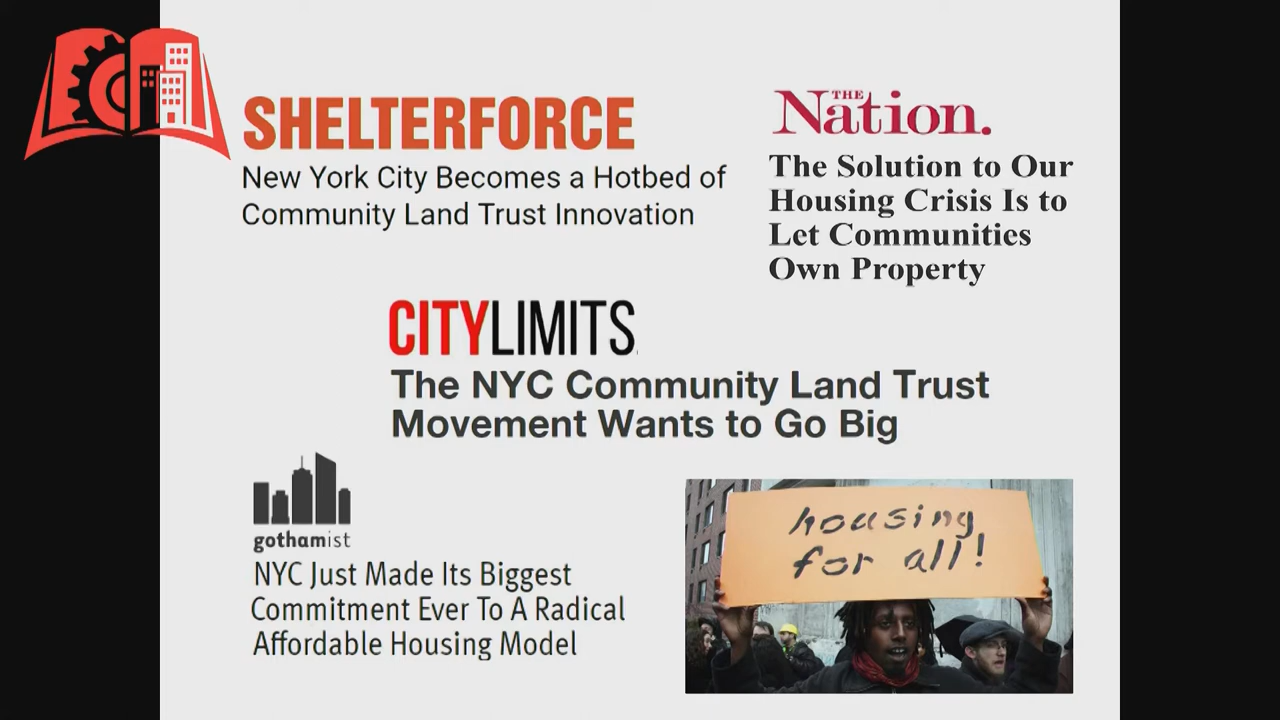 SHELTERFORCE
New York City Becomes a Hotbed of
Community Land Trust Innovation
THE
Nation.
The Solution to Our
Housing Crisis Is to
Let Communities
Own Property
CITYLIMITS
The NYC Community Land Trust
Movement Wants to Go Big
gothamist
NYC Just Made Its Biggest
Commitment Ever To A Radical
Affordable Housing Model
housing
for all!